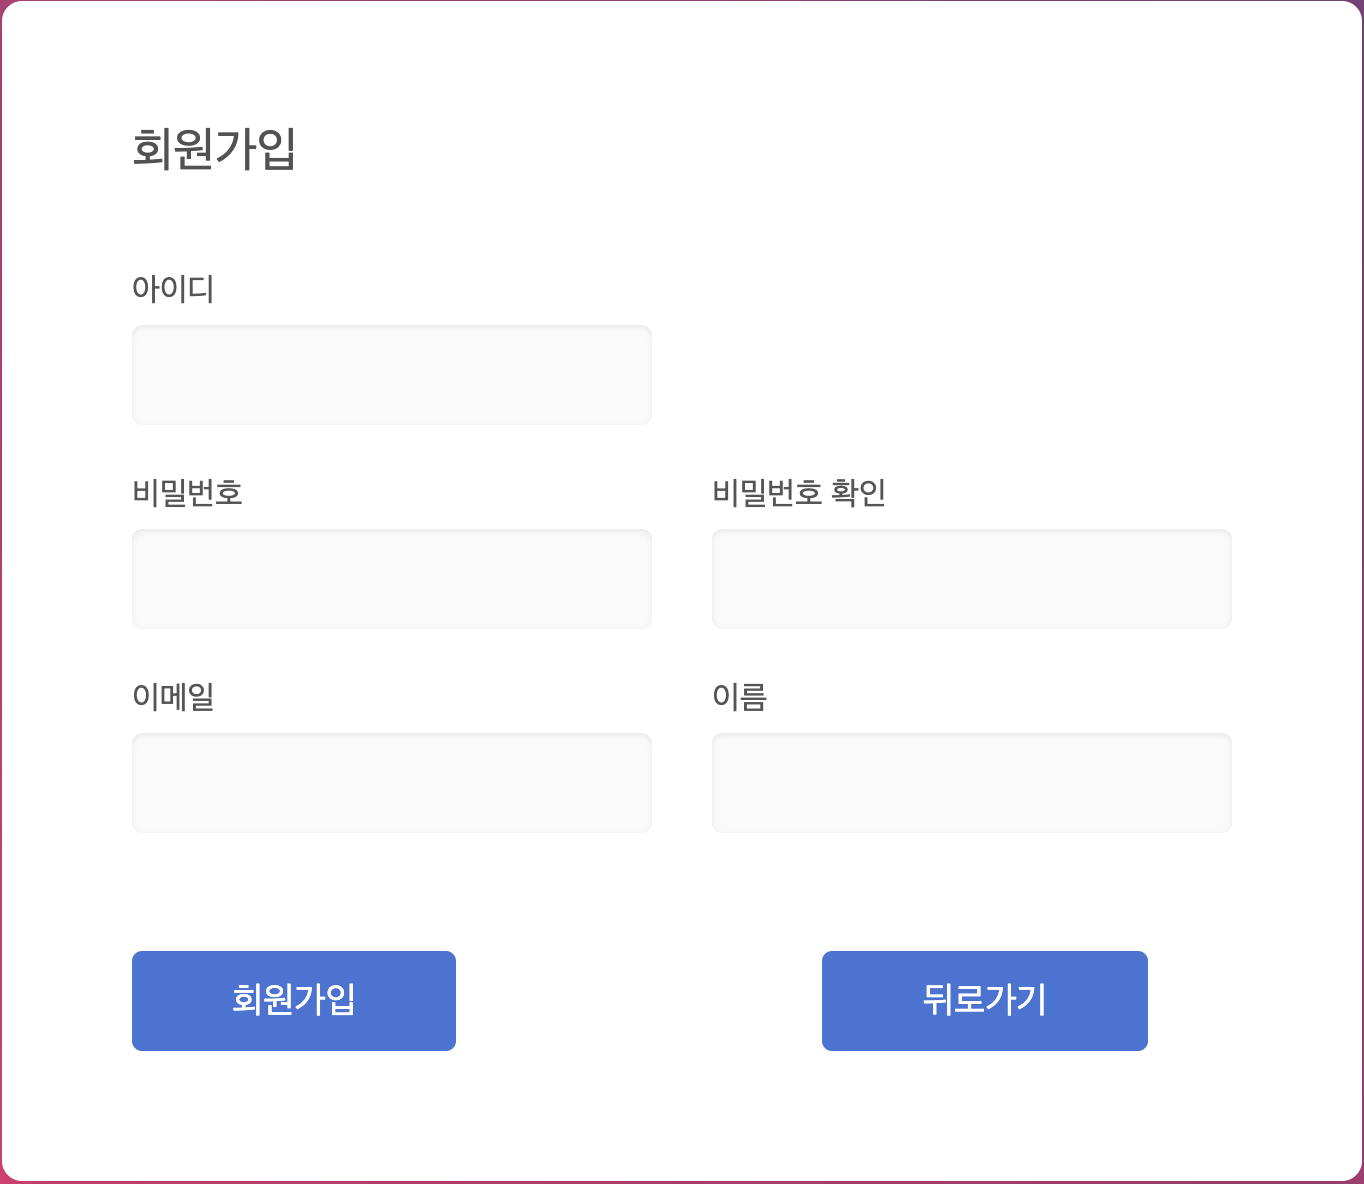 회원가입
아이디
비밀번호
비밀번호 확인
이메일
이름
회원가입
뒤로가기